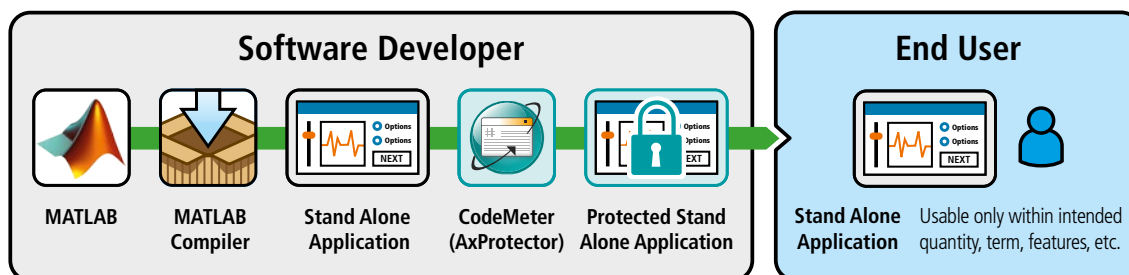 Software Developer
End User
Options
Options
NEXT
Options
Options
NEXT
Options
Options
NEXT
MATLAB
MATLAB
Compiler
Stand Alone
Application
CodeMeter
(AxProtector)
Protected Stand
Alone Application
Stand Alone
Application
Usable only within intended
quantity, term, features, etc.